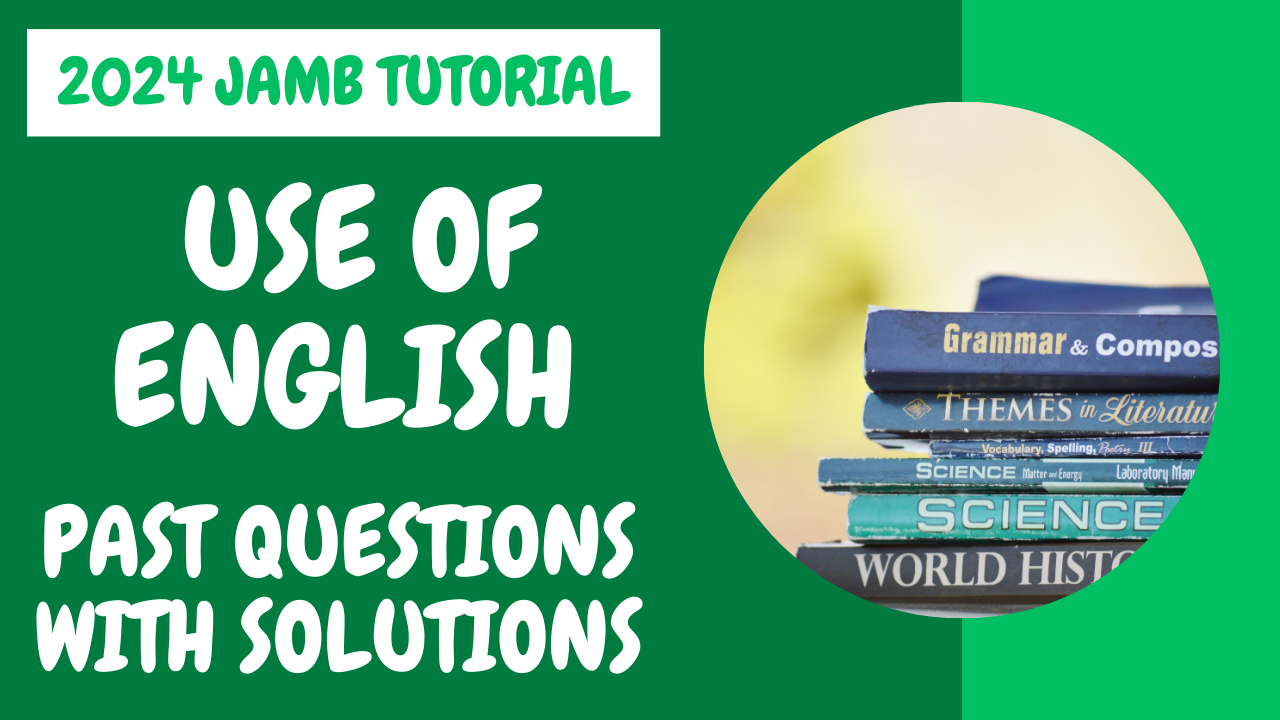 2024 JAMB TUTORIAL
USE OF
ENGLISH
PAST QUESTIONS
WITH SOLUTIONS
Grammar & Compos
THEMES in Literatu
Vocabulary, Spelling, Poetry III
SCIENCE Matter and Energy Laboratory Man
SCIENCE
WORLD HISTO